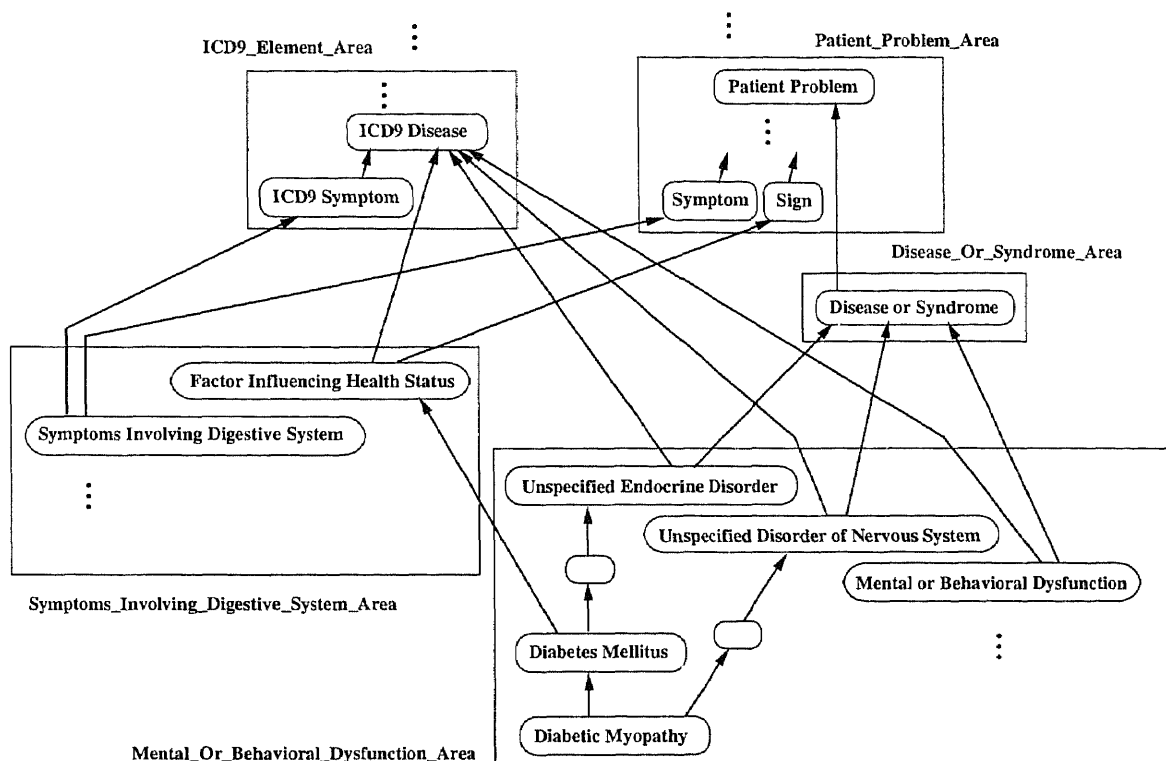 ICD9_Element_Area
Patient_Problem_Area
Patient Problem
ICD9 Disease
ICD9 Symptom
Symptom
Sign
Disease_Or_Syndrome_Area
Disease or Syndrome
Factor Influencing Health Status
Symptoms Involving Digestive System
Unspecified Endocrine Disorder
Unspecified Disorder of Nervous System
Mental or Behavioral Dysfunction
Symptoms_Involving_Digestive_System_Area
Diabetes Mellitus
Diabetic Myopathy
Mental_Or_Behavioral_Dysfunction_Area